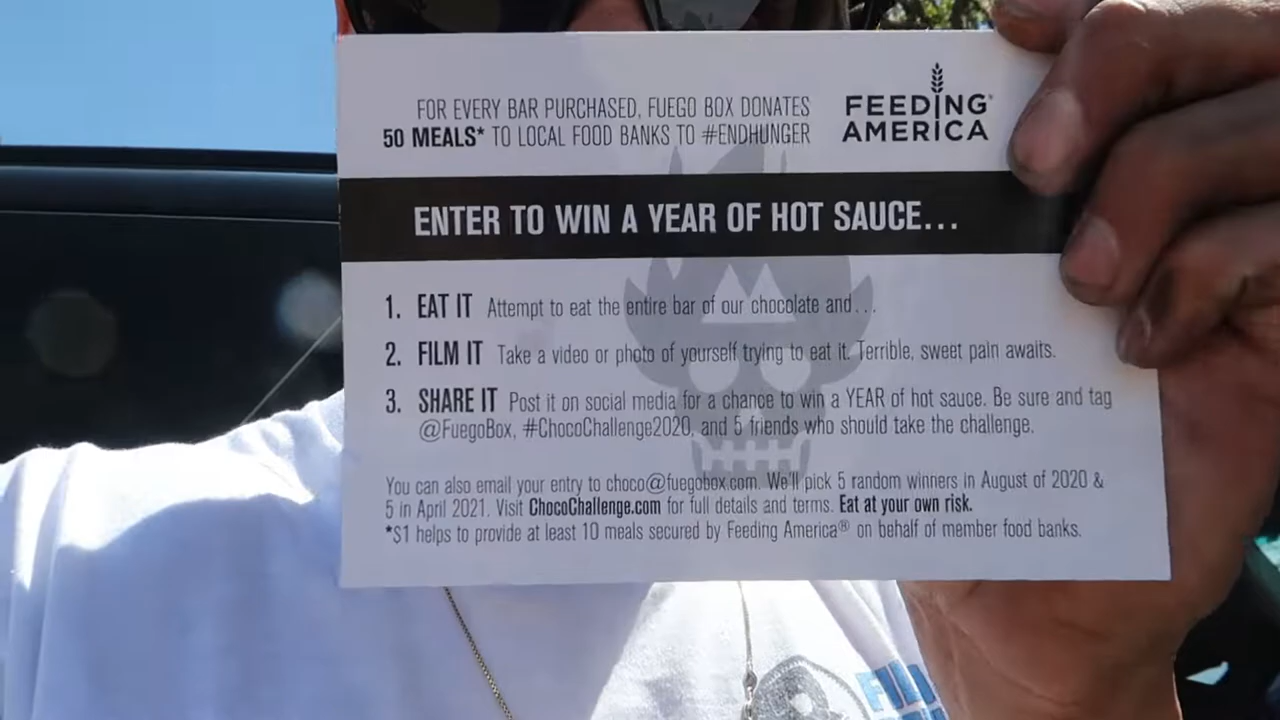 FOR EVERY BAR PURCHASED, FUEGO BOX DONATES
50 MEALS* TO LOCAL FOOD BANKS TO #ENDHUNGER
FEEDING®
AMERICA
ENTER TO WIN A YEAR OF HOT SAUCE...
1. EAT IT Attempt to eat the entire bar of our chocolate and...
2. FILM IT Take a video or photo of yourself trying to eat it. Terrible, sweet pain awaits.
3. SHARE IT Post it on social media for a chance to win a YEAR of hot sauce. Be sure and tag
@FuegoBox, #ChocoChallenge2020, and 5 friends who should take the challenge.
You can also email your entry to choco@fuegobox.com. We'll pick 5 random winners in August of 2020 &
5 in April 2021. Visit ChocoChallenge.com for full details and terms. Eat at your own risk.
*$1 helps to provide at least 10 meals secured by Feeding America® on behalf of member food banks.